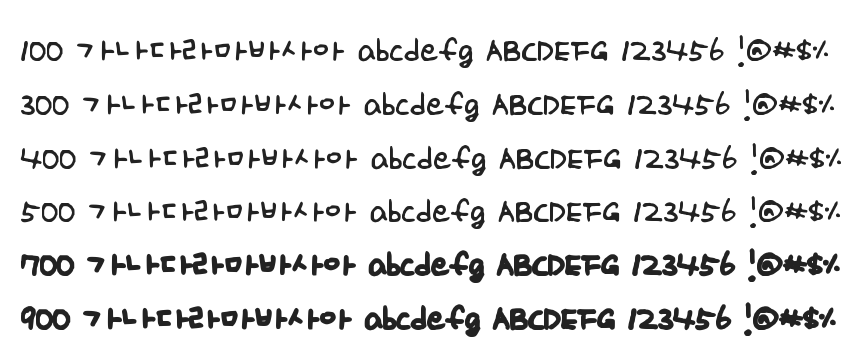 100 가나다라마바사아 abcdefg ABCDEFG 123456 !@#$%
300 가나다라마바사아 abcdefg ABCDEFG 123456 !@#$%
400 가나다라마바사아 abcdefg ABCDEFG 123456 !@#$%
500 가나다라마바사아 abcdefg ABCDEFG 123456 !@#$%
700 가나다라마바사아 abcdefg ABCDEFG 123456 !@#$%
900 가나다라마바사아 abcdefg ABCDEFG 123456 !@#$%